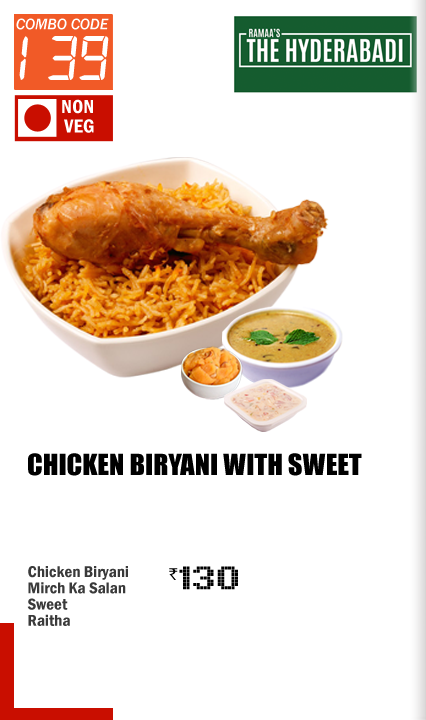 COMBO CODE
139
NON
VEG
RAMAA'S
THE HYDERABADI
CHICKEN BIRYANI WITH SWEET
Chicken Biryani
Mirch Ka Salan
Sweet
Raitha
₹130